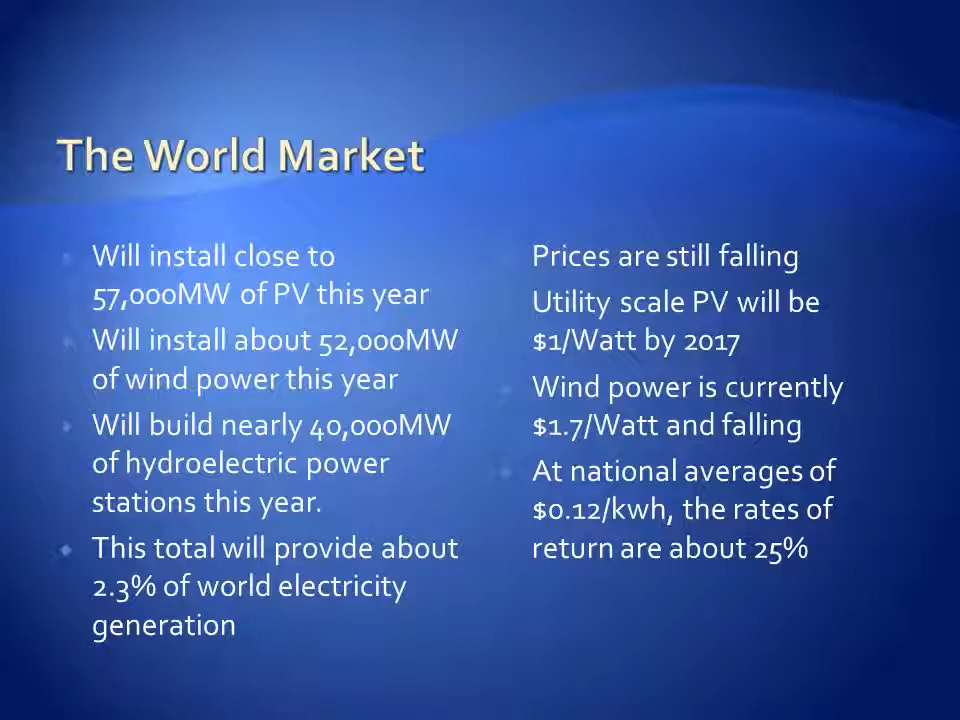 The World Market
Will install close to
57,000MW of PV this year
Will install about 52,000MW
of wind power this year
Will build nearly 40,000MW
of hydroelectric power
stations this year.
This total will provide about
2.3% of world electricity
generation
Prices are still falling
Utility scale PV will be
$1/Watt by 2017
Wind power is currently
$1.7/Watt and falling
At national averages of
$0.12/kwh, the rates of
return are about 25%